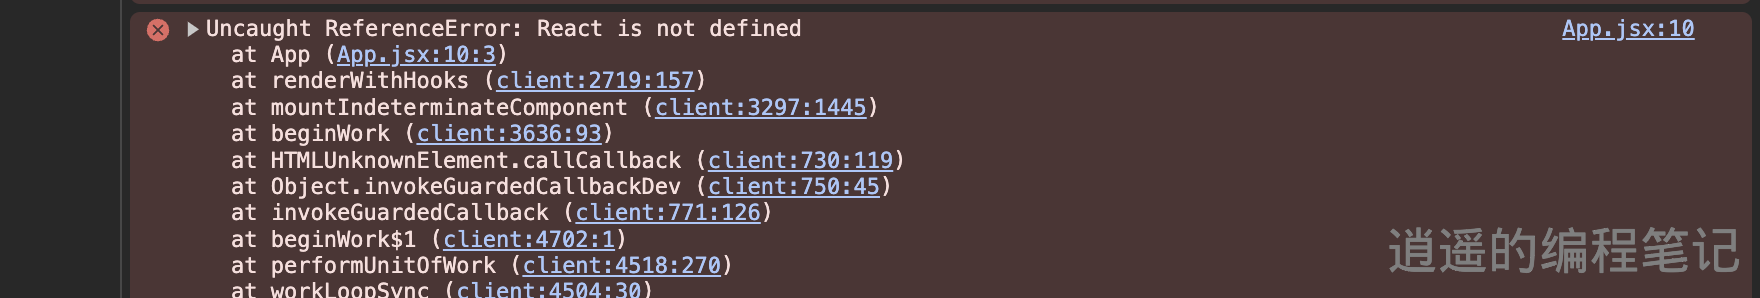 Uncaught ReferenceError: React is not defined App.jsx:10
at App (App.jsx:10:3)
at renderWithHooks (client:2719:157)
at mountIndeterminateComponent (client:3297:1445)
at beginWork (client:3636:93)
at HTMLUnknownElement.callCallback (client:730:119)
at Object.invokeGuardedCallbackDev (client:750:45)
at invokeGuardedCallback (client:771:126)
at beginWork$1 (client:4702:1)
at performUnitOfWork (client:4518:270)
at workLoopSync (client:4504:30)
逍遥的编程笔记